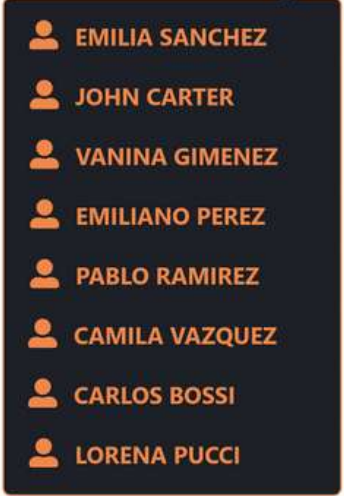 EMILIA SANCHEZ
JOHN CARTER
VANINA GIMENEZ
EMILIANO PEREZ
PABLO RAMIREZ
CAMILA VAZQUEZ
CARLOS BOSSI
LORENA PUCCI